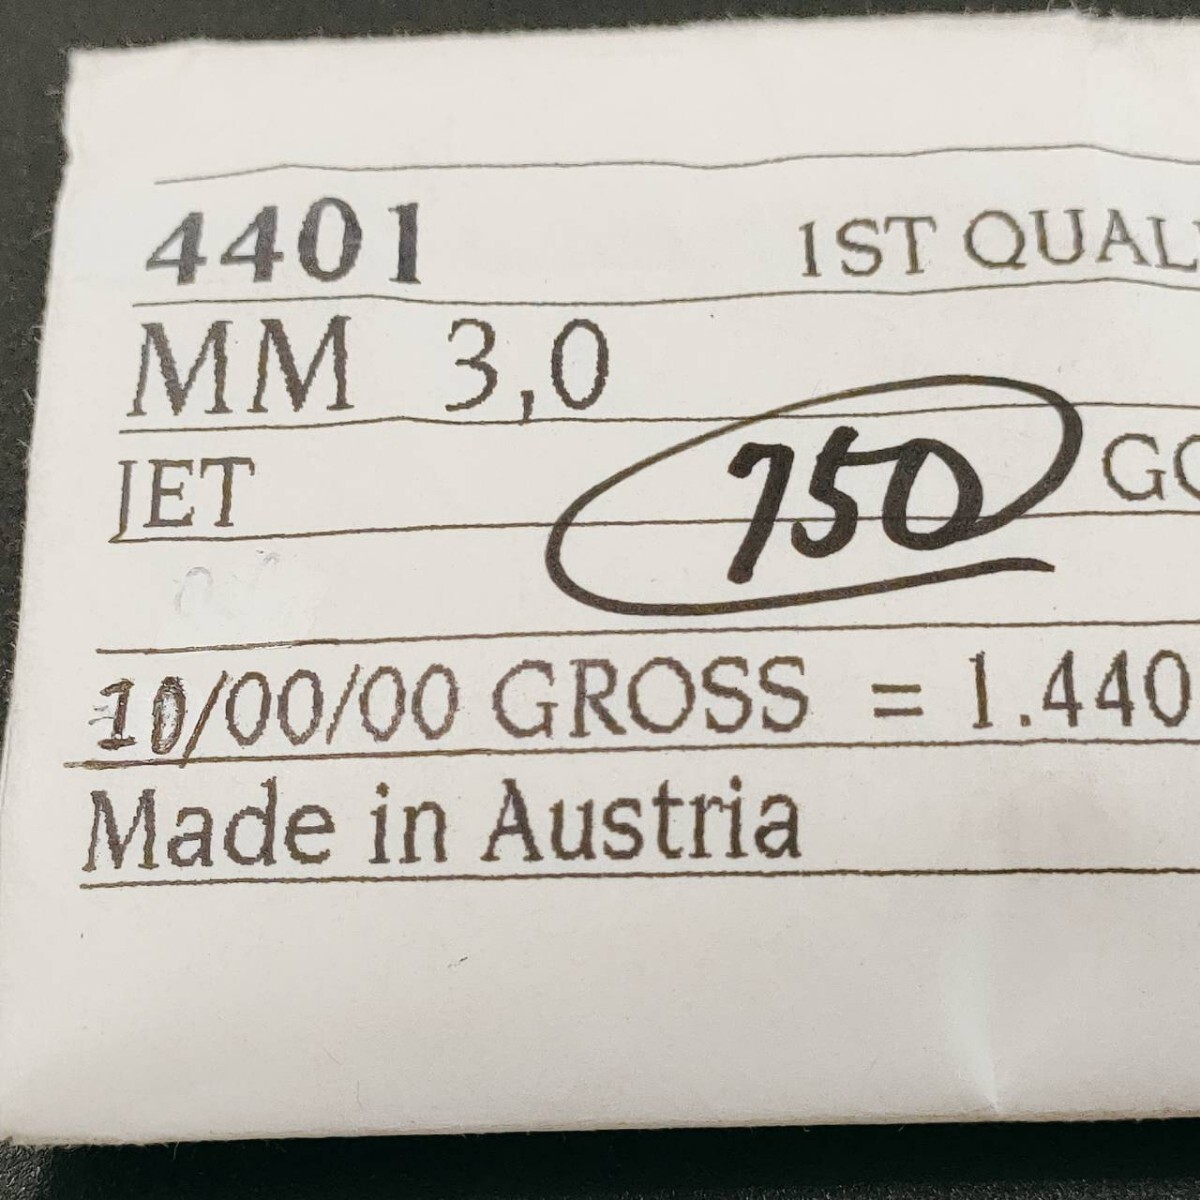 4401 1ST QUAL
MM 3,0
JET 750 GO
10/00/00 GROSS = 1.440
Made in Austria